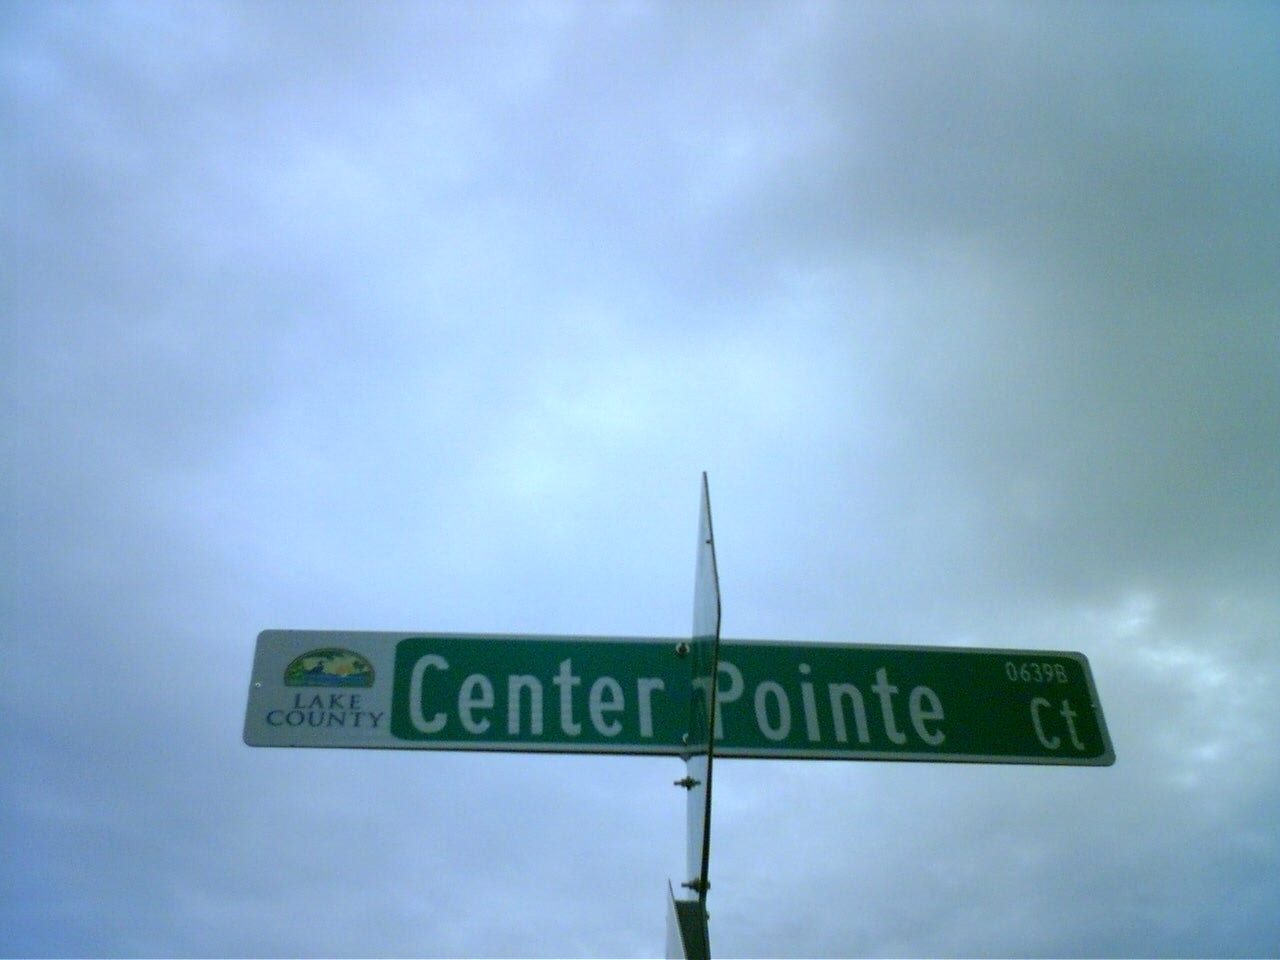 LAKE
COUNTY
Center Pointe
0639B
Ct